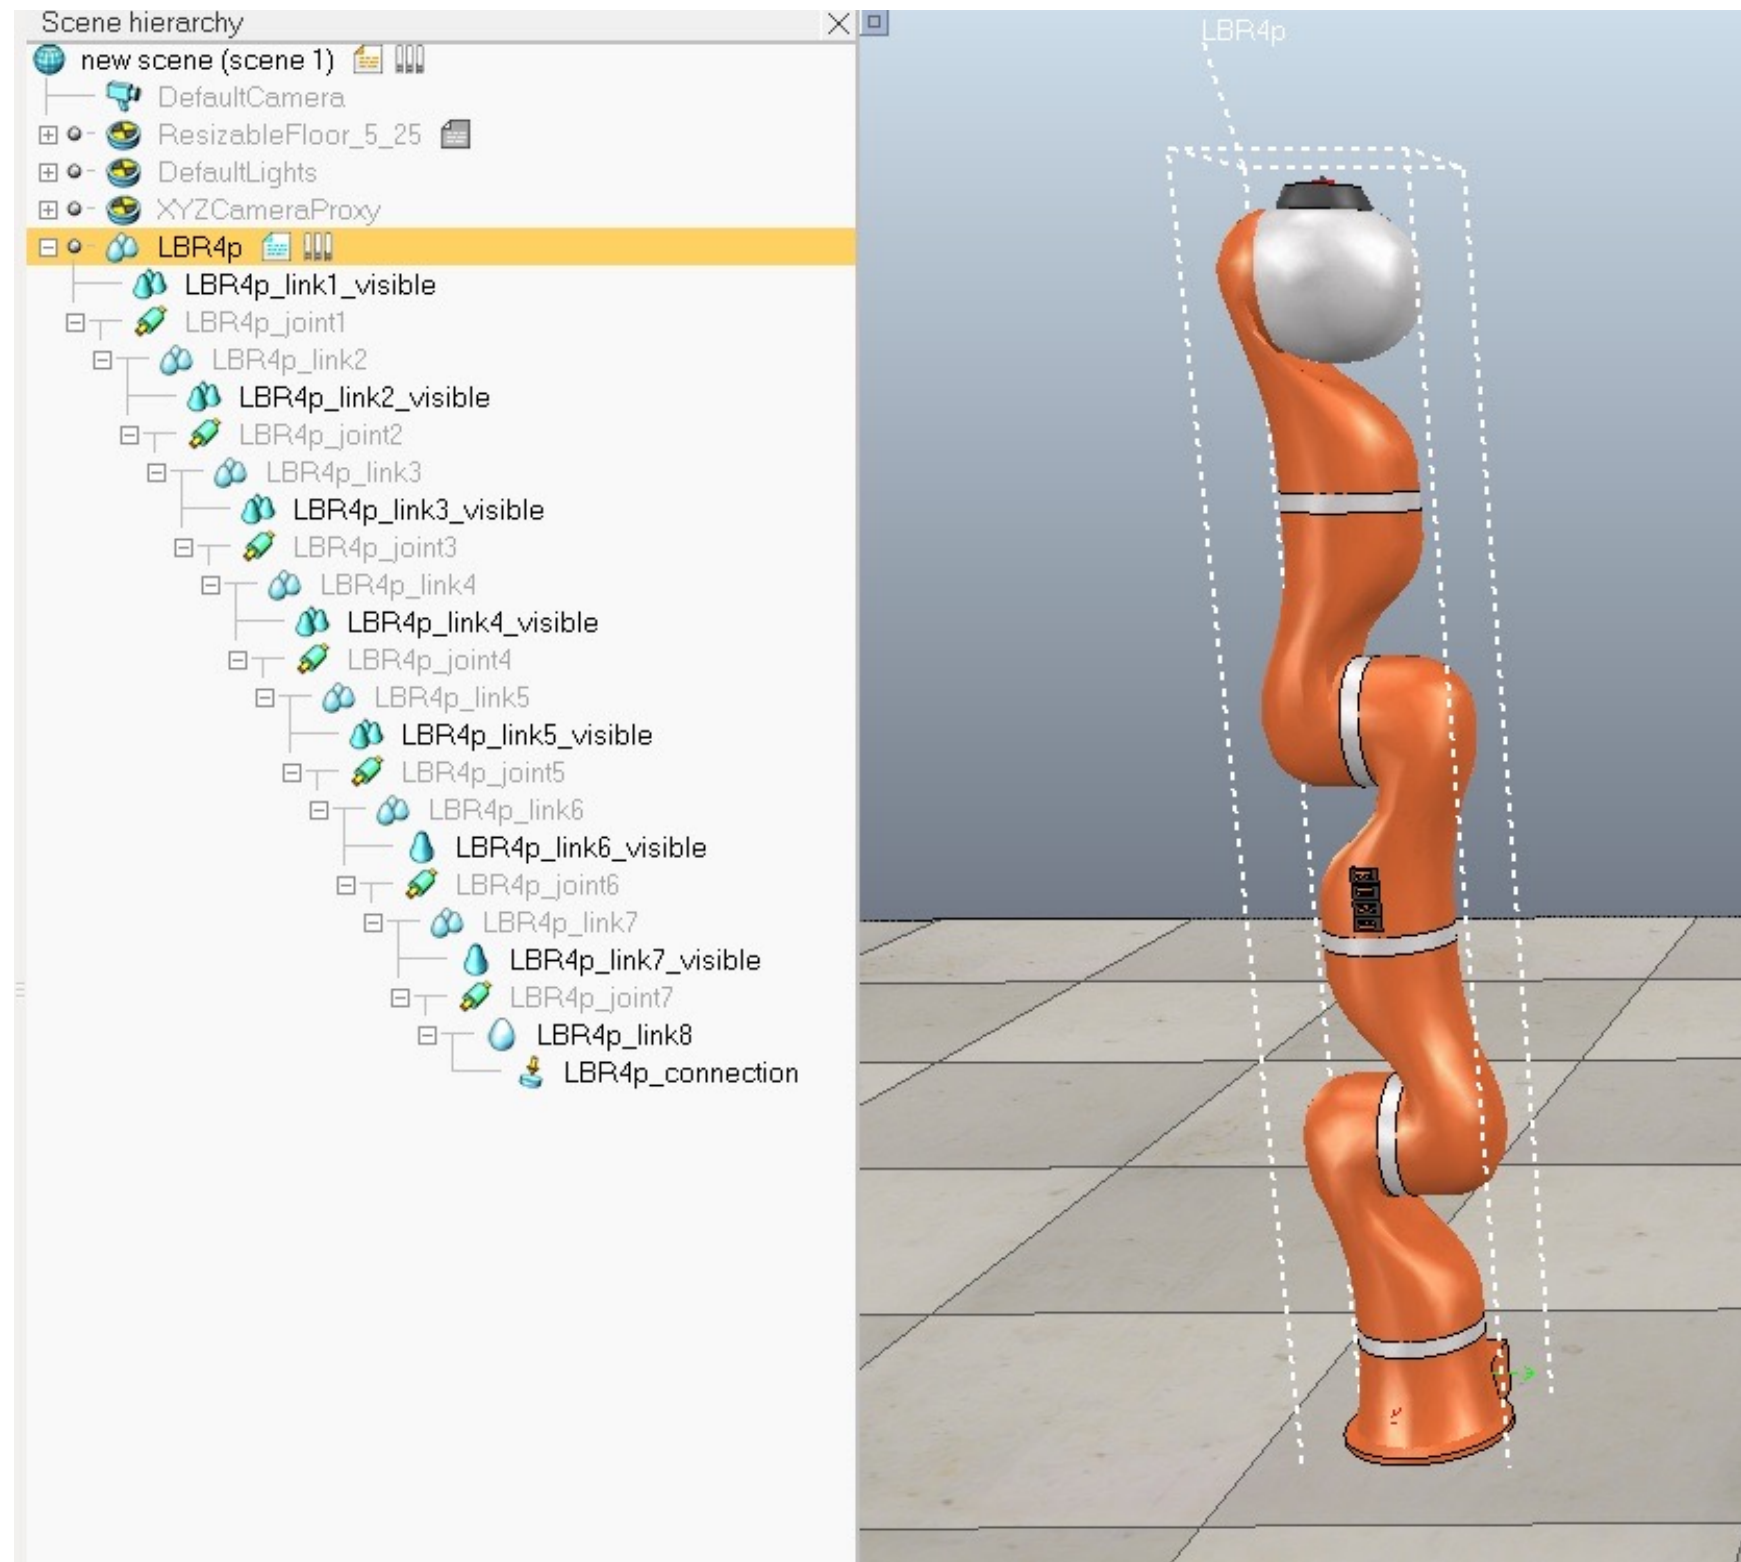 Scene hierarchy
new scene (scene 1)
DefaultCamera
ResizableFloor_5_25
DefaultLights
XYZCameraProxy
LBR4p
LBR4p_link1_visible
LBR4p_joint1
LBR4p_link2
LBR4p_link2_visible
LBR4p_joint2
LBR4p_link3
LBR4p_link3_visible
LBR4p_joint3
LBR4p_link4
LBR4p_link4_visible
LBR4p_joint4
LBR4p_link5
LBR4p_link5_visible
LBR4p_joint5
LBR4p_link6
LBR4p_link6_visible
LBR4p_joint6
LBR4p_link7
LBR4p_link7_visible
LBR4p_joint7
LBR4p_link8
LBR4p_connection
LBR4p